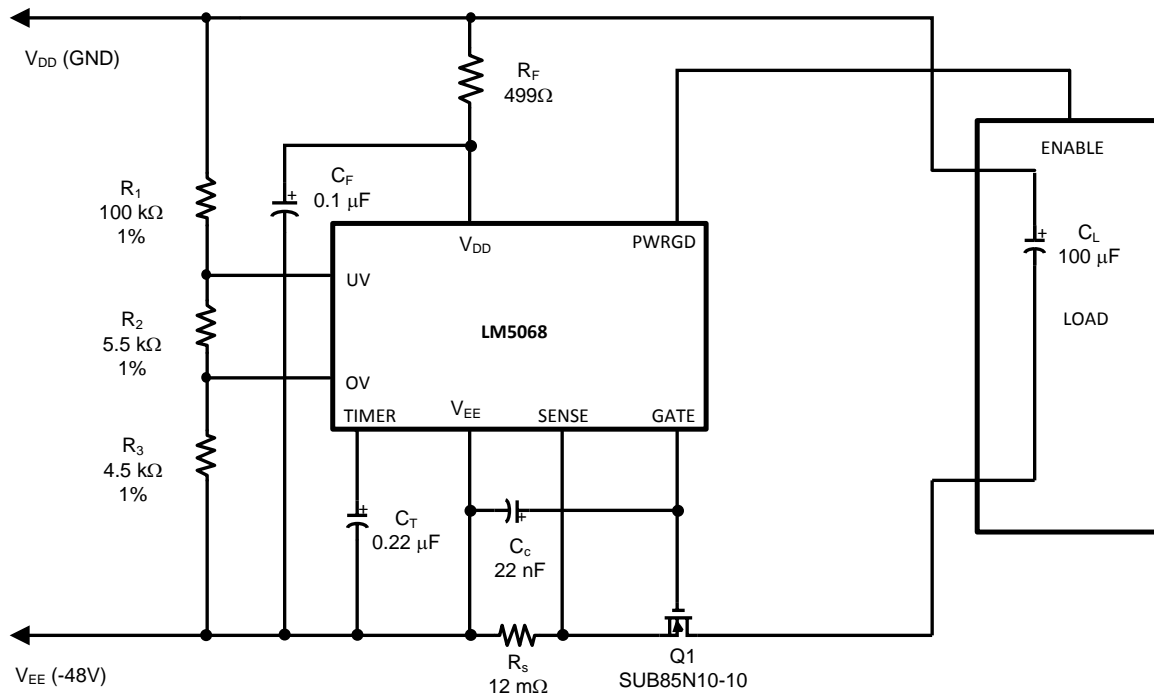 V_DD (GND)
R_F
499Ω
ENABLE
C_F
0.1 μF
R_1
100 kΩ
1%
V_DD
PWRGD
C_L
100 μF
UV
R_2
5.5 kΩ
1%
LM5068
LOAD
OV
TIMER
V_EE
SENSE
GATE
R_3
4.5 kΩ
1%
C_T
0.22 μF
C_c
22 nF
V_EE (-48V)
R_s
12 mΩ
Q1
SUB85N10-10
+
+
+
+